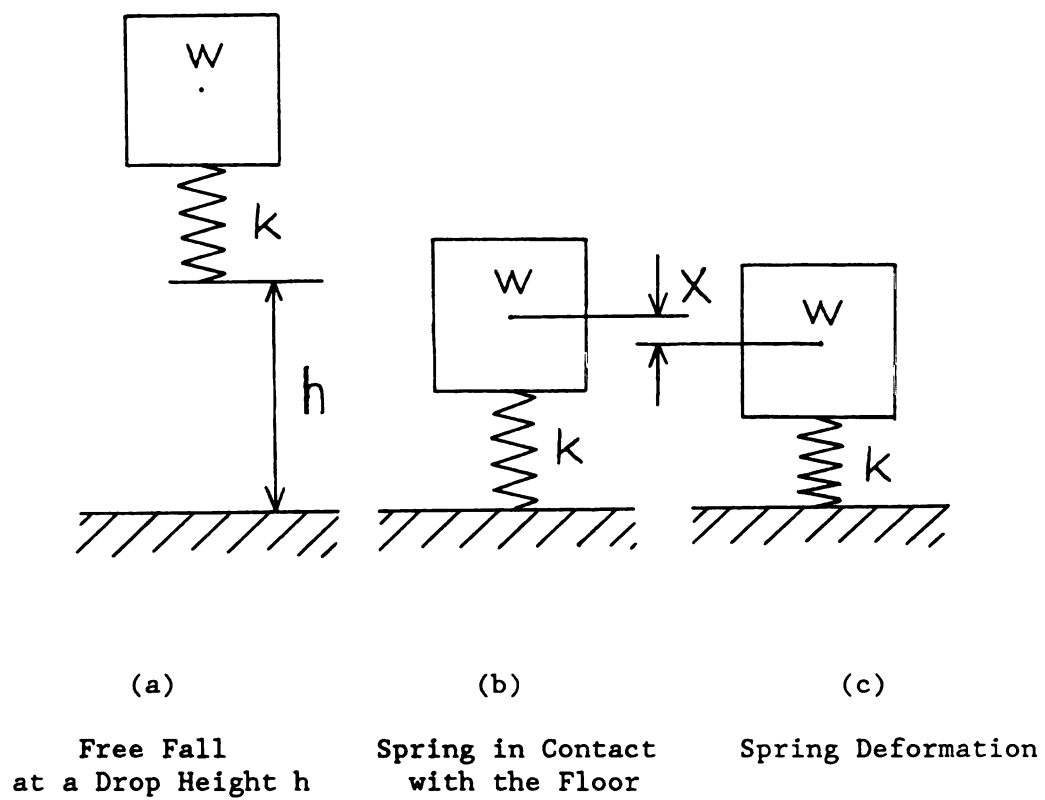 W
k
h
W
X
k
W
k
(a)
Free Fall
at a Drop Height h
(b)
Spring in Contact
with the Floor
(c)
Spring Deformation